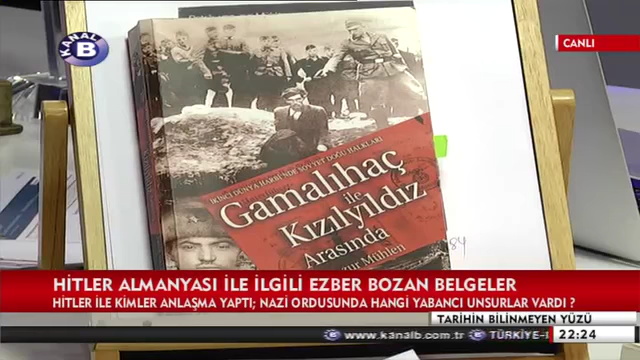 KANAL
B
CANLI
İKİNCİ DÜNYA HARBİNDE SOVYET DOĞU HALKLARI
Gamalıhaç
ile
Kızılyıldız
Arasında
Mühlen
84
HİTLER ALMANYASI İLE İLGİLİ EZBER BOZAN BELGELER
HİTLER İLE KİMLER ANLAŞMA YAPTI; NAZİ ORDUSUNDA HANGİ YABANCI UNSURLAR VARDI ?
TARİHİN BİLİNMEYEN YÜZÜ
www.kanalb.com.tr B TÜRKİYE-
22:24